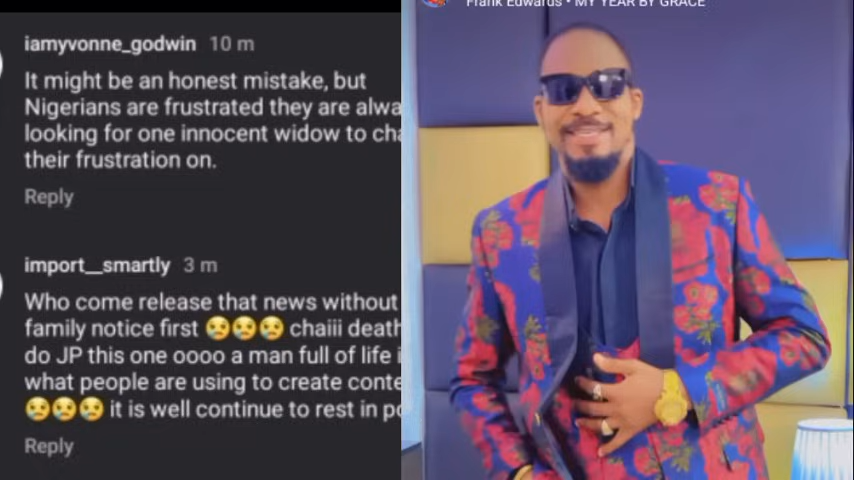 iamyvonne_godwin 10 m
It might be an honest mistake, but
Nigerians are frustrated they are alwa
looking for one innocent widow to cha
their frustration on.
Reply
import__smartly 3 m
Who come release that news without
family notice first 😢😢😢 chaiii death
do JP this one oooo a man full of life i
what people are using to create conte
😢😢😢 it is well continue to rest in po
Reply
Frank Edwards • MY YEAR BY GRACE